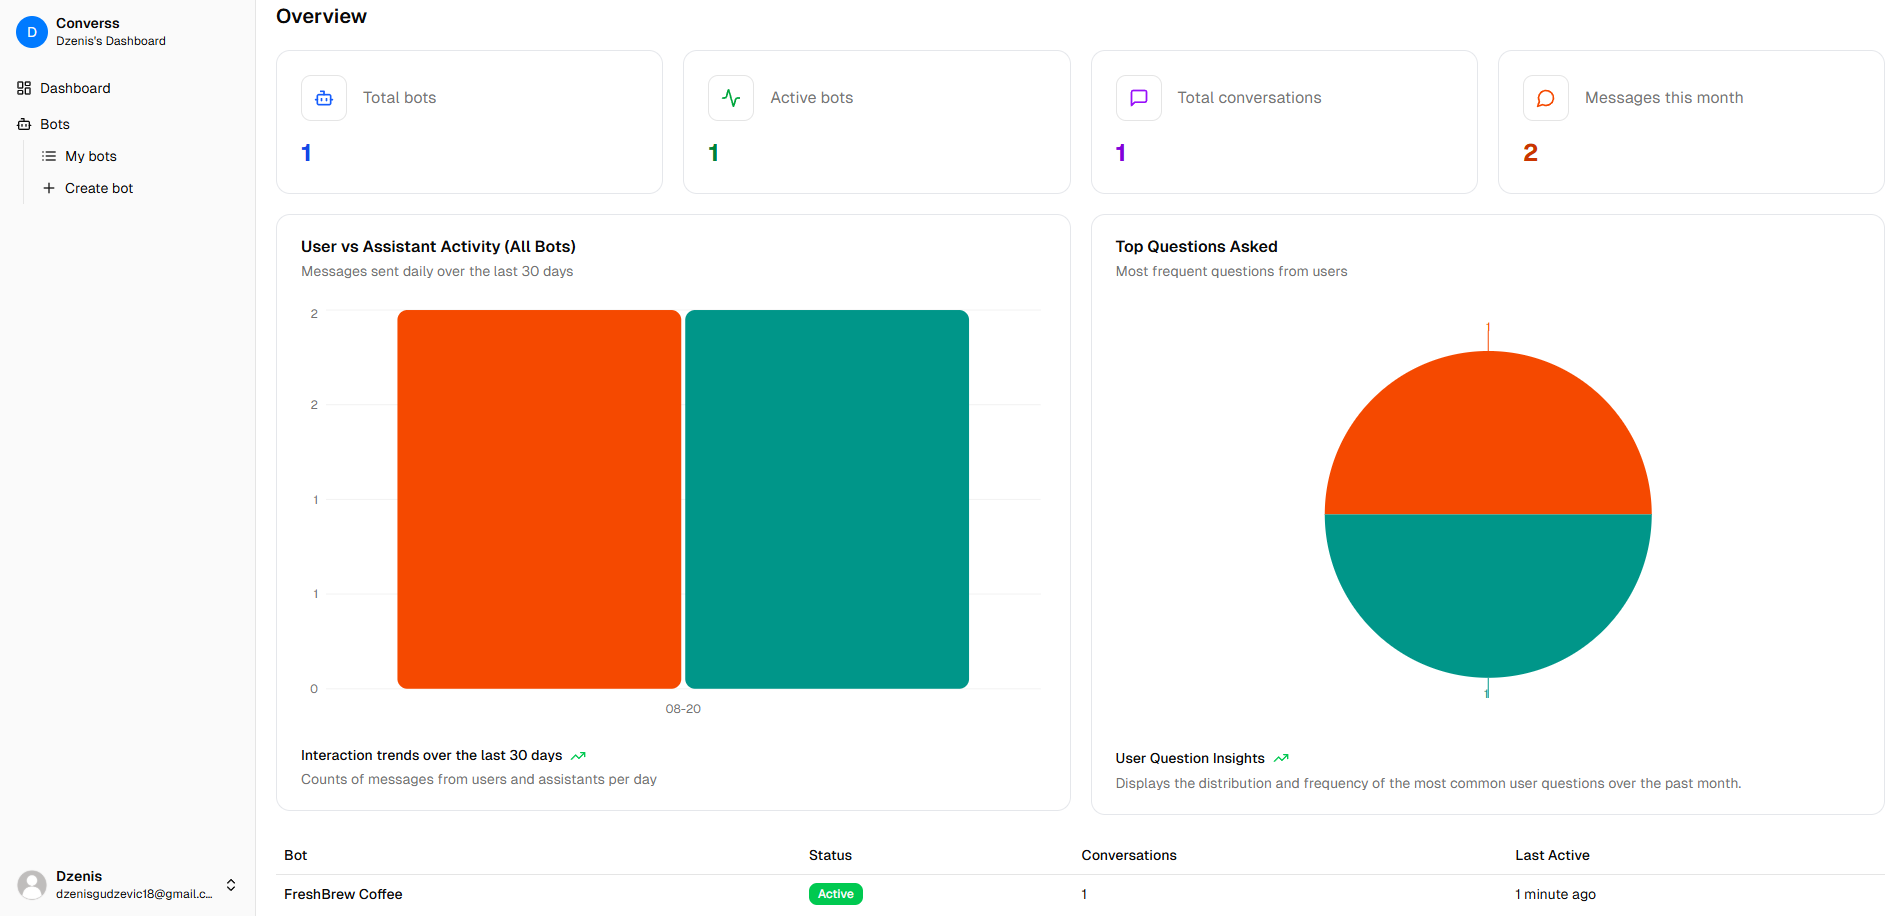 D
Converss
Dzenis's Dashboard
Dashboard
Bots
My bots
Create bot
Dzenis
dzenisgudzevic18@gmail.c...
Overview
Total bots
1
Active bots
1
Total conversations
1
Messages this month
2
User vs Assistant Activity (All Bots)
Messages sent daily over the last 30 days
2
2
1
1
0
08-20
Interaction trends over the last 30 days
Counts of messages from users and assistants per day
Top Questions Asked
Most frequent questions from users
1
1
User Question Insights
Displays the distribution and frequency of the most common user questions over the past month.
Bot Status Conversations Last Active
FreshBrew Coffee Active 1 1 minute ago